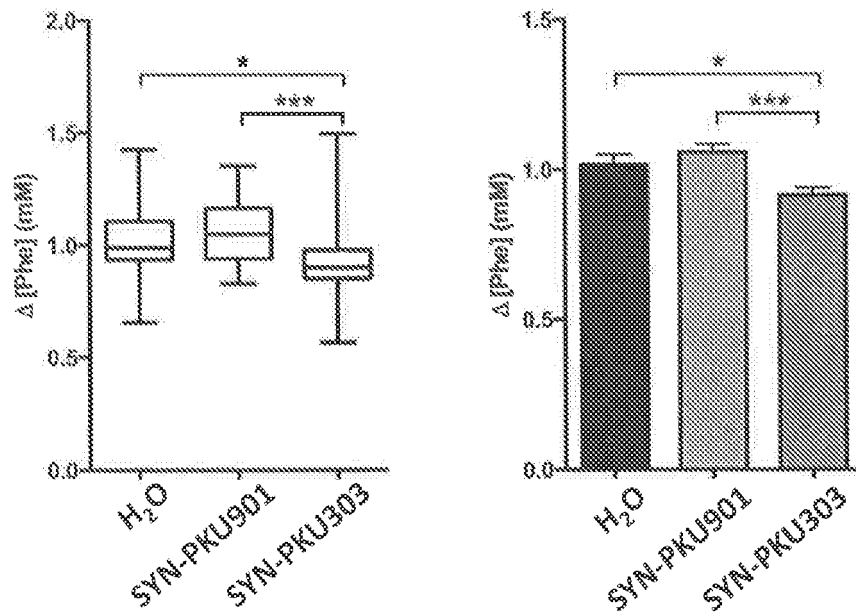 2.0
1.5
1.0
0.5
0.0
Δ [Phe] (mM)
*
***
H₂O
SYN-PKU901
SYN-PKU303
1.5
1.0
0.5
0.0
Δ [Phe] (mM)
*
***
H₂O
SYN-PKU901
SYN-PKU303